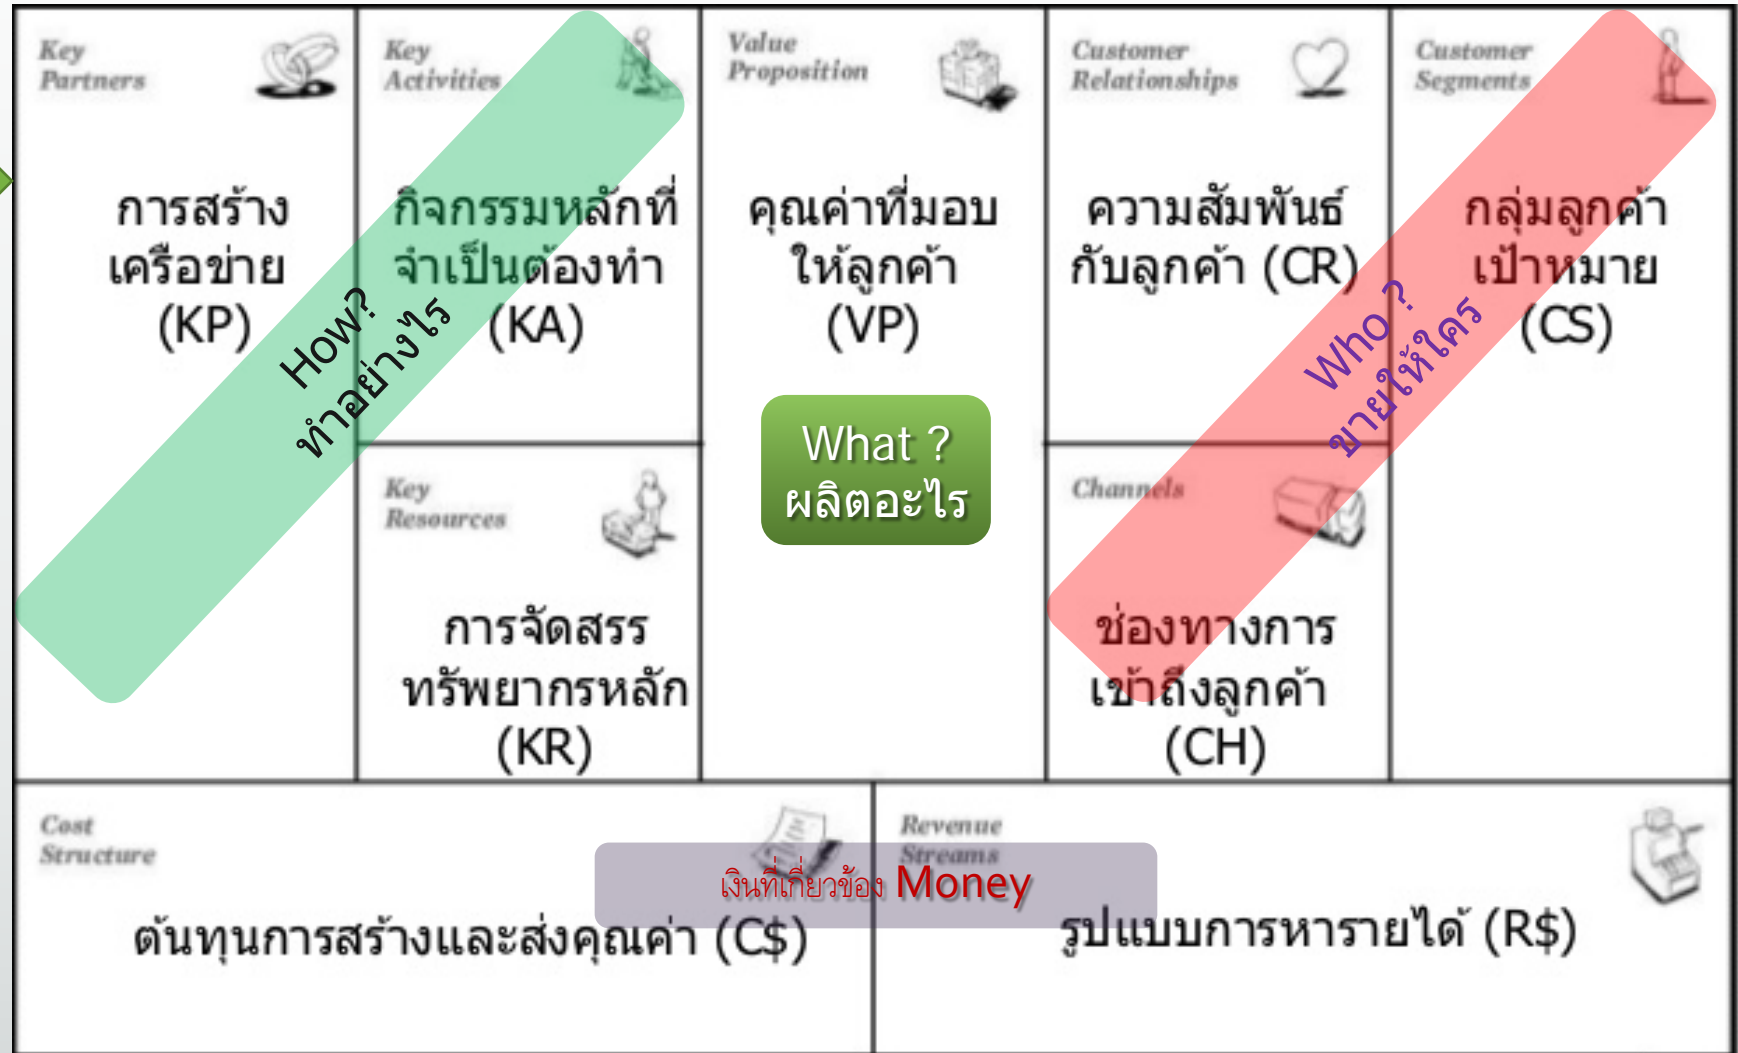 Key
Partners
การสร้าง
เครือข่าย
(KP)
Key
Activities
กิจกรรมหลักที่
จำเป็นต้องทำ
(KA)
How?
ทำอย่างไร
Key
Resources
การจัดสรร
ทรัพยากรหลัก
(KR)
Value
Proposition
คุณค่าที่มอบ
ให้ลูกค้า
(VP)
What ?
ผลิตอะไร
Customer
Relationships
ความสัมพันธ์
กับลูกค้า (CR)
Channels
ช่องทางการ
เข้าถึงลูกค้า
(CH)
Who ?
ขายให้ใคร
Customer
Segments
กลุ่มลูกค้า
เป้าหมาย
(CS)
Cost
Structure
ต้นทุนการสร้างและส่งคุณค่า (C$)
เงินที่เกี่ยวข้อง Money
Revenue
Streams
รูปแบบการหารายได้ (R$)